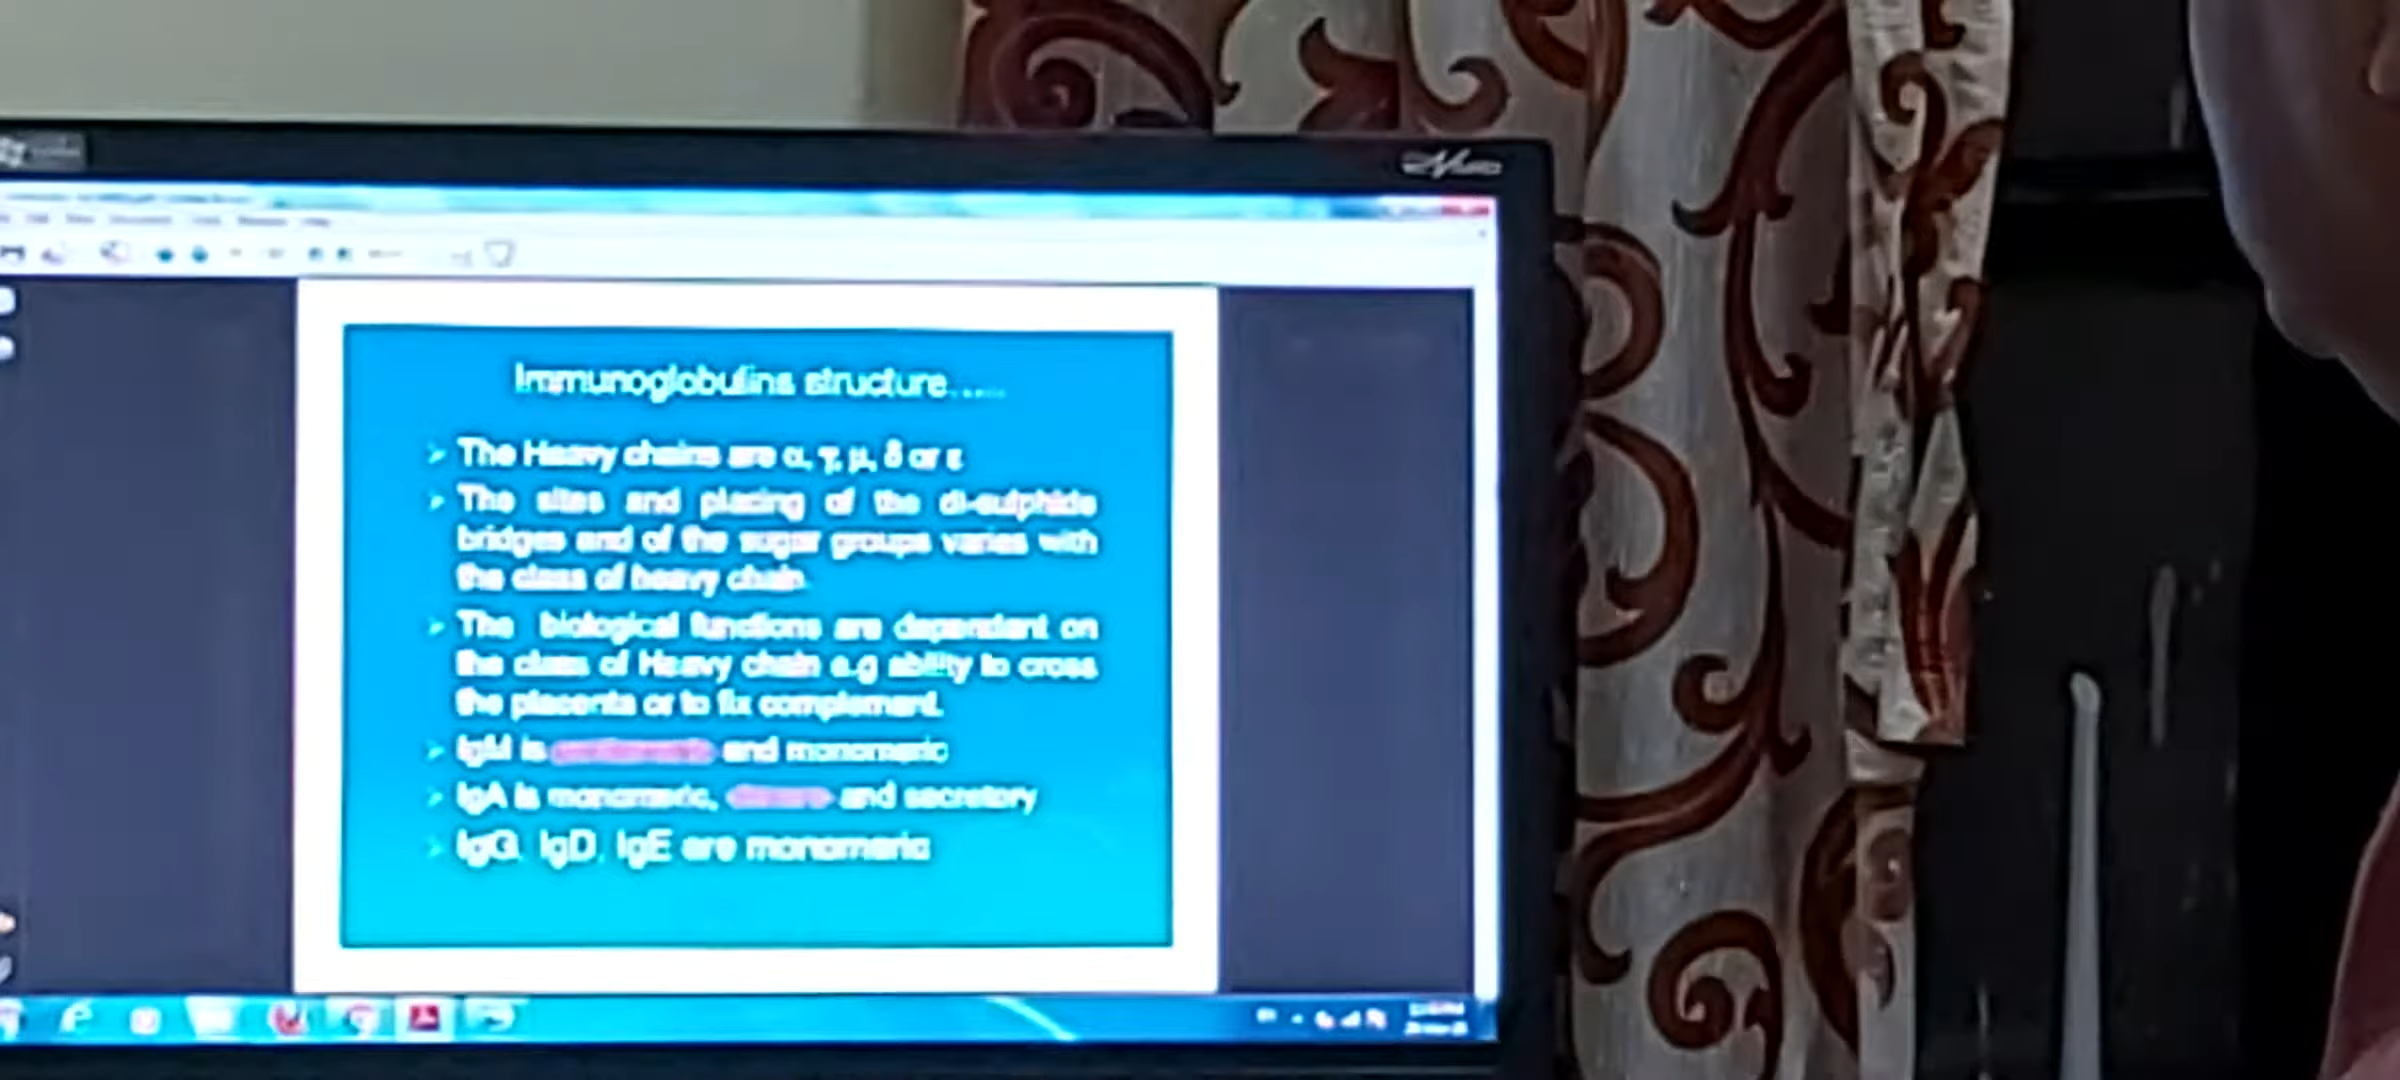 Immunoglobulins structure......
➢ The Heavy chains are α, γ, μ, δ or ε
➢ The sites and placing of the di-sulphide
bridges and of the sugar groups varies with
the class of heavy chain.
➢ The biological functions are dependant on
the class of Heavy chain e.g ability to cross
the placenta or to fix complement.
➢ IgM is and monomeric
➢ IgA is monomeric, and secretory
➢ IgG, IgD, IgE are monomeric